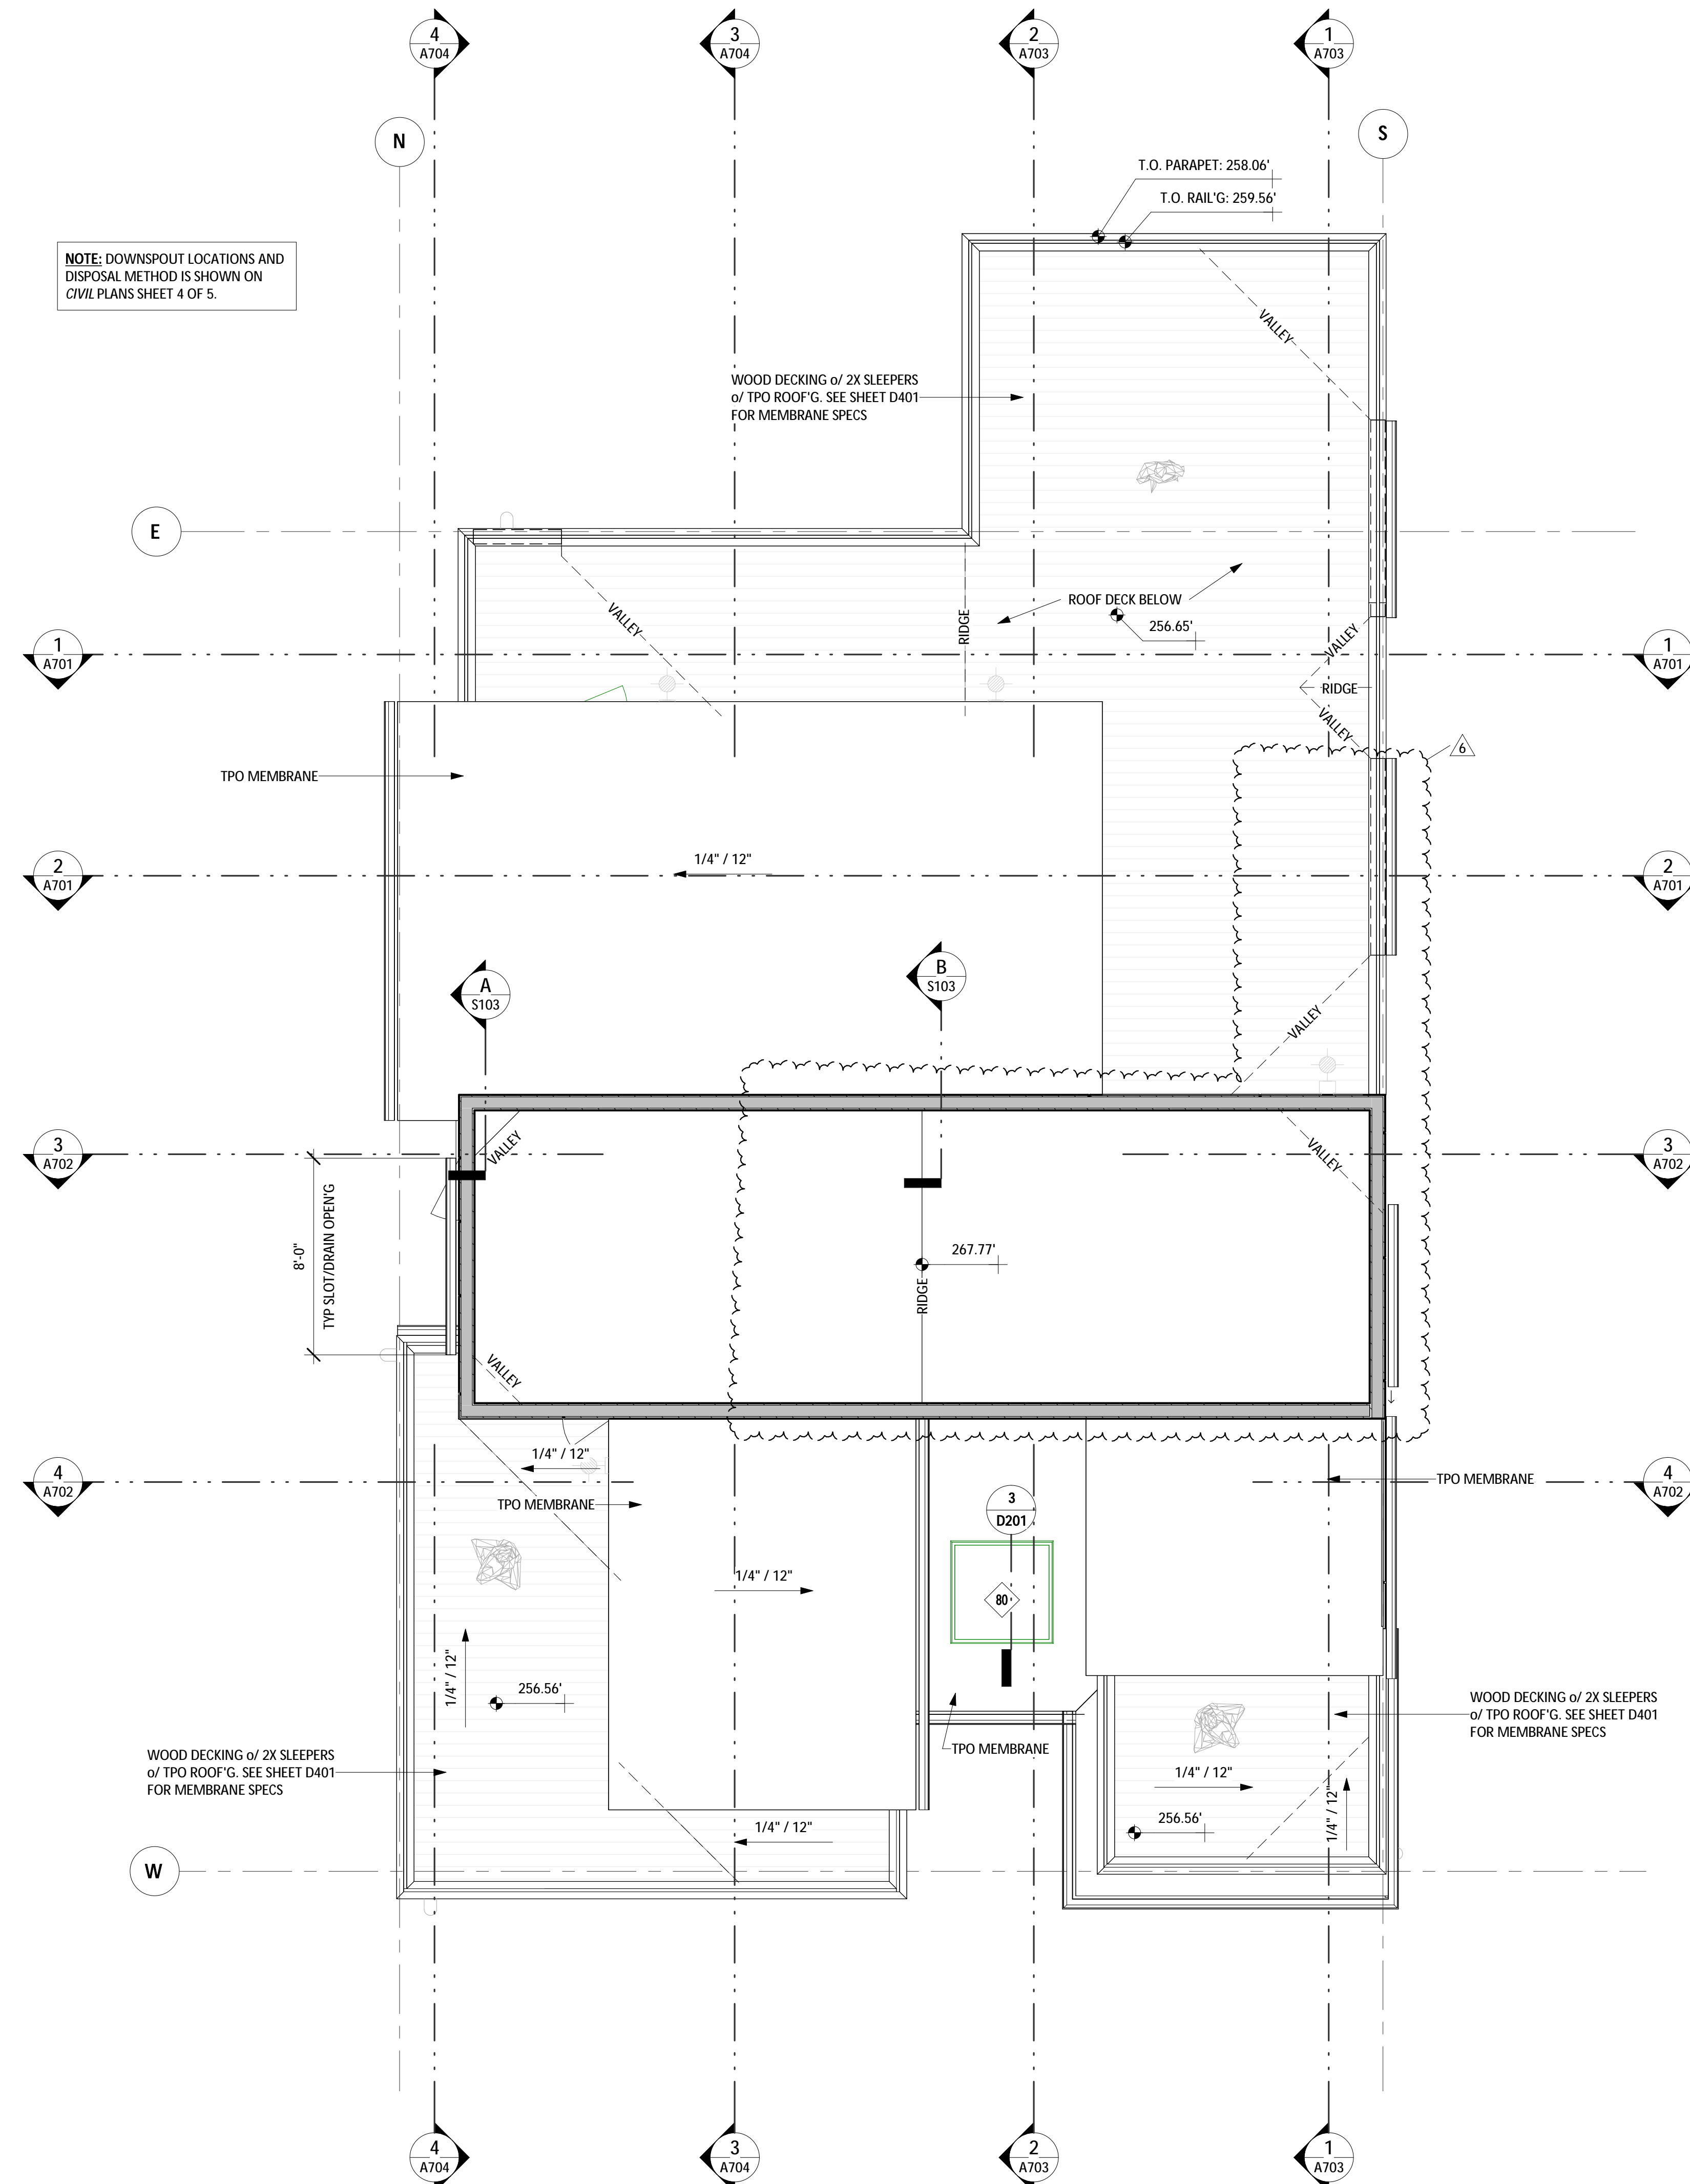 4
A704
3
A704
2
A703
1
A703
N
S
T.O. PARAPET: 258.06'
T.O. RAIL'G: 259.56'
NOTE: DOWNSPOUT LOCATIONS AND
DISPOSAL METHOD IS SHOWN ON
CIVIL PLANS SHEET 4 OF 5.
VALLEY
WOOD DECKING o/ 2X SLEEPERS
o/ TPO ROOF'G. SEE SHEET D401
FOR MEMBRANE SPECS
E
VALLEY
RIDGE
ROOF DECK BELOW
256.65'
VALLEY
1
A701
1
A701
RIDGE
VALLEY
6
TPO MEMBRANE
1/4" / 12"
2
A701
2
A701
A
S103
B
S103
VALLEY
VALLEY
VALLEY
3
A702
3
A702
8'-0"
TYP SLOT/DRAIN OPEN'G
267.77'
RIDGE
VALLEY
1/4" / 12"
4
A702
TPO MEMBRANE
4
A702
TPO MEMBRANE
3
D201
1/4" / 12"
80
1/4" / 12"
256.56'
WOOD DECKING o/ 2X SLEEPERS
o/ TPO ROOF'G. SEE SHEET D401
FOR MEMBRANE SPECS
TPO MEMBRANE
WOOD DECKING o/ 2X SLEEPERS
o/ TPO ROOF'G. SEE SHEET D401
FOR MEMBRANE SPECS
1/4" / 12"
1/4" / 12"
256.56'
1/4" / 12"
W
4
A704
3
A704
2
A703
1
A703